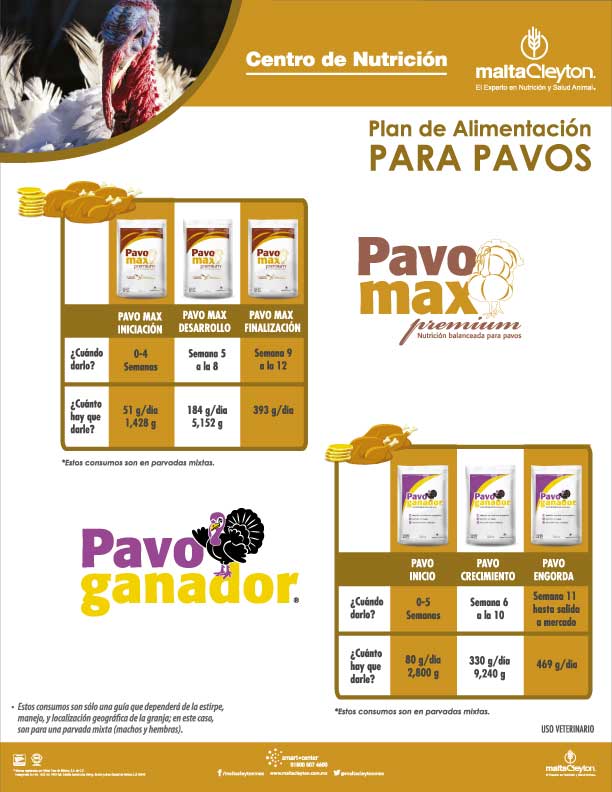 Centro de Nutrición
maltaCleyton.
El Experto en Nutrición y Salud Animal.
Plan de Alimentación
PARA PAVOS
Pavo
max
premium
Pavo
max
premium
Pavo
max
premium
PAVO MAX
INICIACIÓN
PAVO MAX
DESARROLLO
PAVO MAX
FINALIZACIÓN
¿Cuándo
darlo?
0-4
Semanas
Semana 5
a la 8
Semana 9
a la 12
¿Cuánto
hay que
darle?
51 g/día
1,428 g
184 g/día
5,152 g
393 g/día
*Estos consumos son en parvadas mixtas.
Pavo
max
premium
Nutrición balanceada para pavos
Pavo
ganador®
Pavo
ganador
Pavo
ganador
Pavo
ganador
PAVO
INICIO
PAVO
CRECIMIENTO
PAVO
ENGORDA
¿Cuándo
darlo?
0-5
Semanas
Semana 6
a la 10
Semana 11
hasta salida
a mercado
¿Cuánto
hay que
darle?
80 g/día
2,800 g
330 g/día
9,240 g
469 g/día
*Estos consumos son en parvadas mixtas.
• Estos consumos son sólo una guía que dependerá de la estirpe,
manejo, y localización geográfica de la granja; en este caso,
son para una parvada mixta (machos y hembras).
USO VETERINARIO
smart•center
01800 907 4600
/maltacleytonmex www.maltacleyton.com.mx @maltacleytonmex
maltaCleyton.